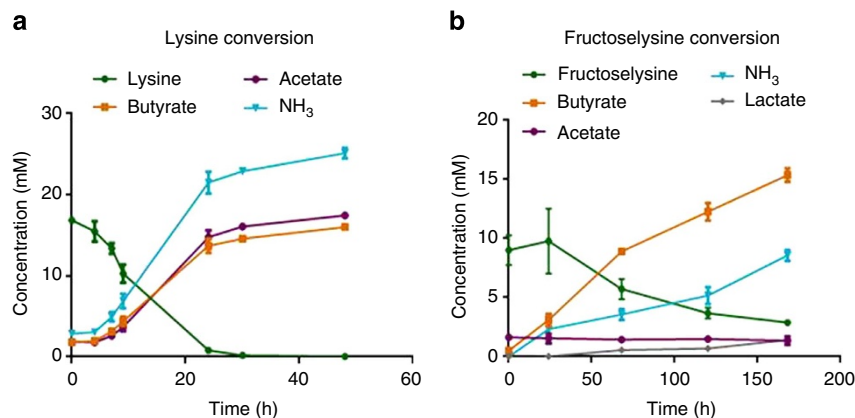 a
Lysine conversion
Lysine
Acetate
Butyrate
NH₃
Concentration (mM)
30
20
10
0
0 20 40 60
Time (h)
b
Fructoselysine conversion
Fructoselysine
NH₃
Butyrate
Lactate
Acetate
Concentration (mM)
20
15
10
5
0
0 50 100 150 200
Time (h)